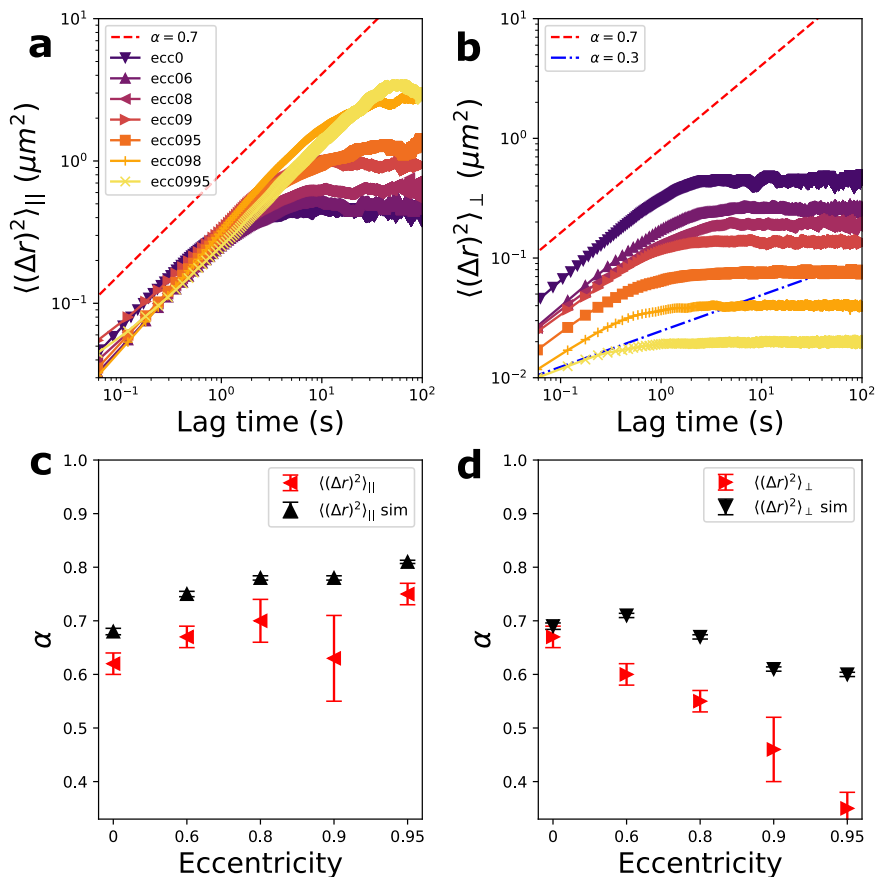 a
α = 0.7
ecc0
ecc06
ecc08
ecc09
ecc095
ecc098
ecc0995
10¹
10⁰
10⁻¹
10⁻¹
10⁰
10¹
10²
⟨(Δr)²⟩|| (μm²)
Lag time (s)
b
α = 0.7
α = 0.3
10¹
10⁰
10⁻¹
10⁻²
10⁻¹
10⁰
10¹
10²
⟨(Δr)²⟩⊥ (μm²)
Lag time (s)
c
⟨(Δr)²⟩||
⟨(Δr)²⟩|| sim
1.0
0.9
0.8
0.7
0.6
0.5
0.4
0
0.6
0.8
0.9
0.95
α
Eccentricity
d
⟨(Δr)²⟩⊥
⟨(Δr)²⟩⊥ sim
1.0
0.9
0.8
0.7
0.6
0.5
0.4
0
0.6
0.8
0.9
0.95
α
Eccentricity